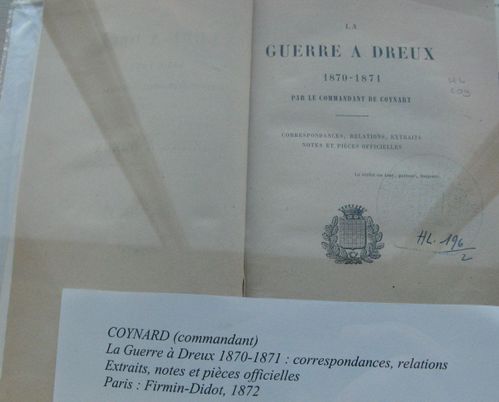 LA
GUERRE A DREUX
1870-1871
PAR LE COMMANDANT DE COYNART
CORRESPONDANCES, RELATIONS, EXTRAITS
NOTES ET PIÈCES OFFICIELLES
HL
HL. 196
2
COYNARD (commandant)
La Guerre à Dreux 1870-1871 : correspondances, relations
Extraits, notes et pièces officielles
Paris : Firmin-Didot, 1872